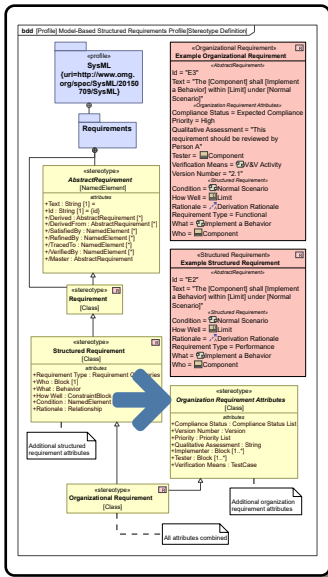 bdd [Profile] Model-Based Structured Requirements Profile[Stereotype Definition]
«profile»
SysML
{uri=http://www.omg.
org/spec/SysML/20150
709/SysML}
Requirements
«stereotype»
AbstractRequirement
[NamedElement]
attributes
+Text : String [1] =
+Id : String [1] = {id}
+/Derived : AbstractRequirement [*]
+/DerivedFrom : AbstractRequirement [*]
+/SatisfiedBy : NamedElement [*]
+/RefinedBy : NamedElement [*]
+/TracedTo : NamedElement [*]
+/VerifiedBy : NamedElement [*]
+/Master : AbstractRequirement
«stereotype»
Requirement
[Class]
«stereotype»
Structured Requirement
[Class]
attributes
+Requirement Type : Requirement
+Who : Block [1]
+What : Behavior
+How Well : ConstraintBlock
+Condition : NamedElement
+Rationale : Relationship
Additional structured
requirement attributes
«stereotype»
Organizational Requirement
[Class]
All attributes combined
«Organizational Requirement»
Example Organizational Requirement
«AbstractRequirement»
Id = "E3"
Text = "The [Component] shall [Implement
a Behavior] within [Limit] under [Normal
Scenario]"
«Organization Requirement Attributes»
Compliance Status = Expected Compliance
Priority = High
Qualitative Assessment = "This
requirement should be reviewed by
Person A"
Tester = Component
Verification Means = V&V Activity
Version Number = "2.1"
«Structured Requirement»
Condition = Normal Scenario
How Well = Limit
Rationale = Derivation Rationale
Requirement Type = Functional
What = Implement a Behavior
Who = Component
«Structured Requirement»
Example Structured Requirement
«AbstractRequirement»
Id = "E2"
Text = "The [Component] shall [Implement
a Behavior] within [Limit] under [Normal
Scenario]"
«Structured Requirement»
Condition = Normal Scenario
How Well = Limit
Rationale = Derivation Rationale
Requirement Type = Performance
What = Implement a Behavior
Who = Component
«stereotype»
Organization Requirement Attributes
[Class]
attributes
+Compliance Status : Compliance Status List
+Version Number : Version
+Priority : Priority List
+Qualitative Assessment : String
+Implementer : Block [1..*]
+Tester : Block [1..*]
+Verification Means : TestCase
Additional organization
requirement attributes